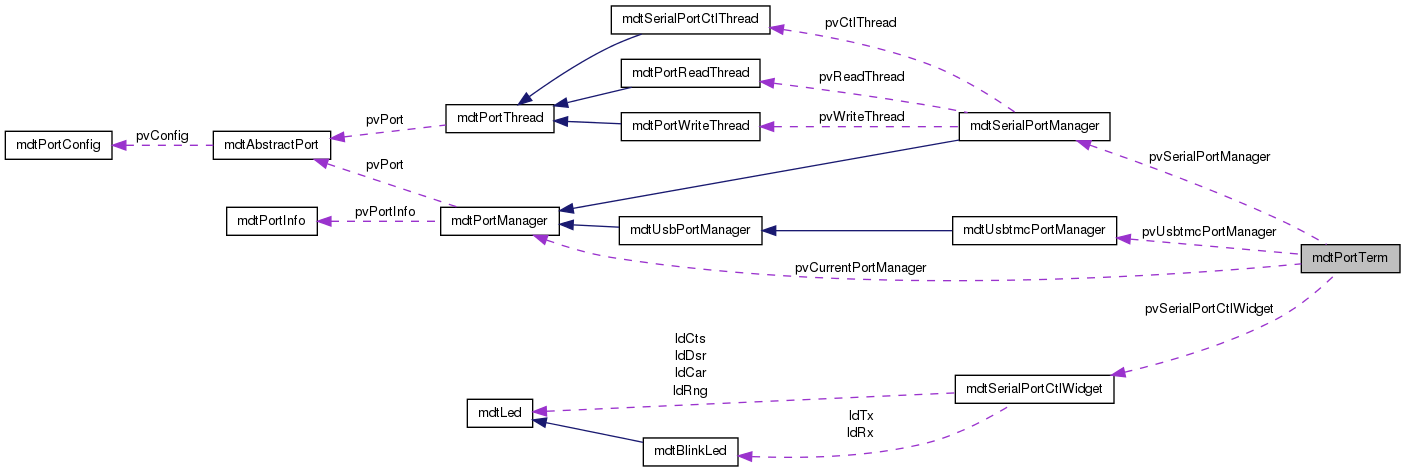 mdtSerialPortCtlThread
pvCtlThread
mdtPortReadThread
pvReadThread
mdtPortThread
pvPort
mdtPortWriteThread
pvWriteThread
mdtSerialPortManager
mdtPortConfig
pvConfig
mdtAbstractPort
pvPort
pvSerialPortManager
mdtPortInfo
pvPortInfo
mdtPortManager
mdtUsbPortManager
mdtUsbtmcPortManager
pvUsbtmcPortManager
mdtPortTerm
pvCurrentPortManager
pvSerialPortCtlWidget
ldCts
ldDsr
ldCar
ldRng
mdtSerialPortCtlWidget
mdtLed
ldTx
ldRx
mdtBlinkLed